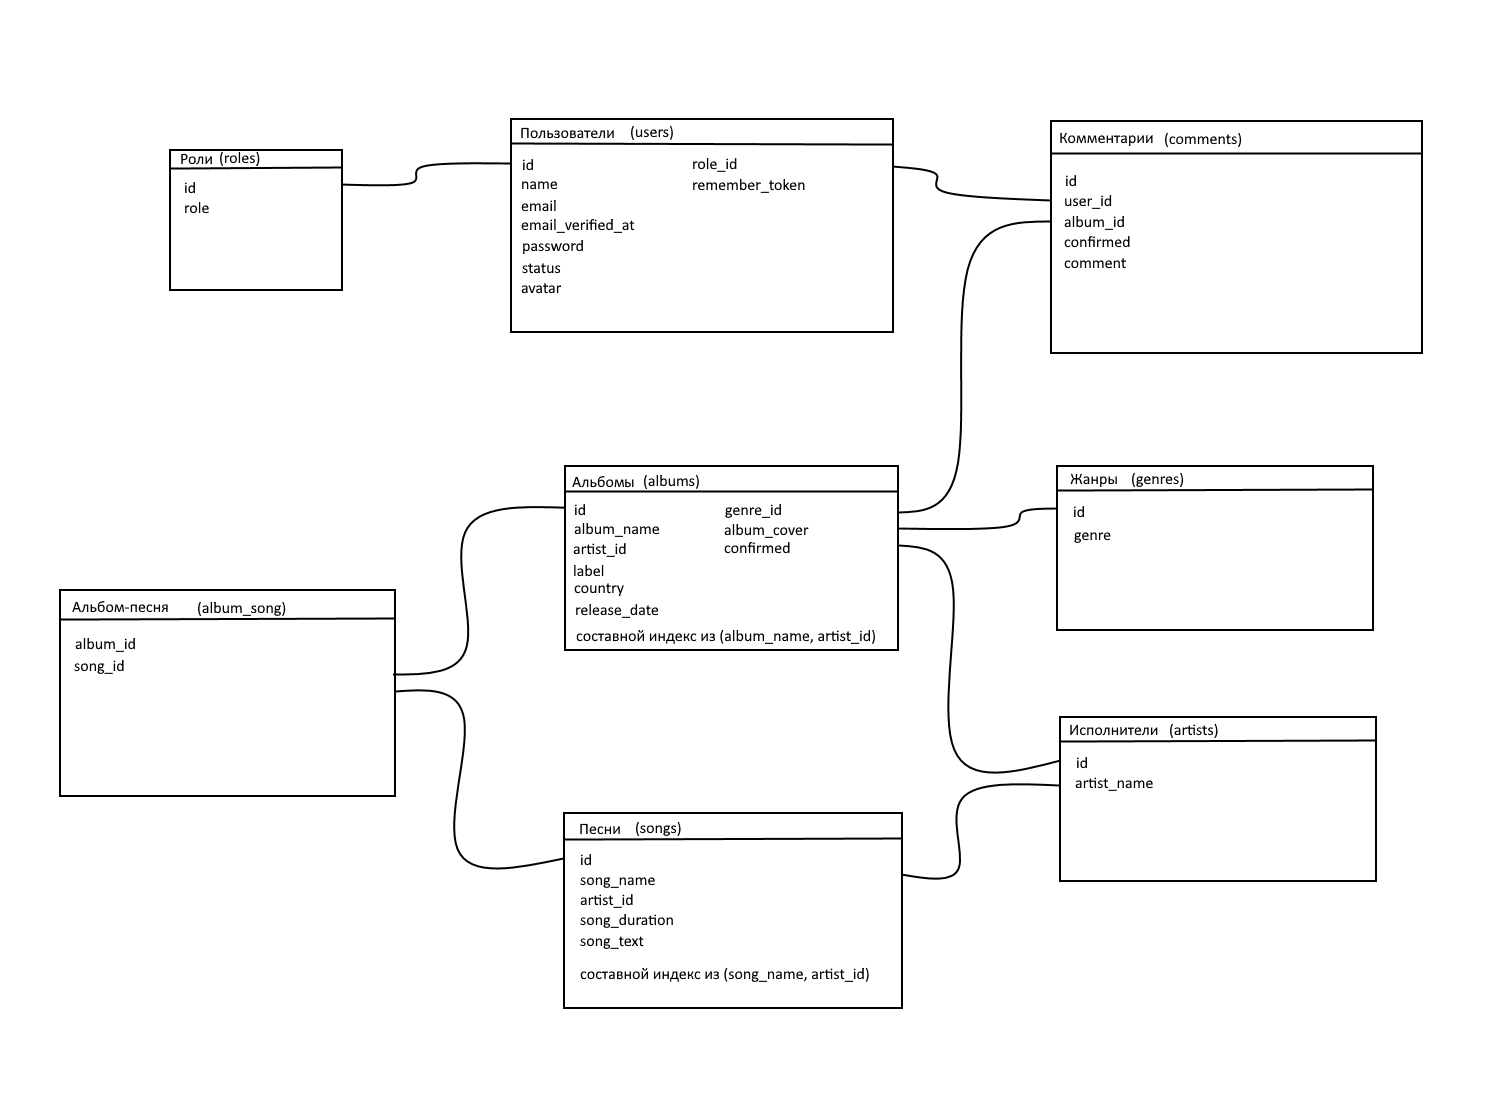 Роли (roles)
id
role
Пользователи (users)
id
name
email
email_verified_at
password
status
avatar
role_id
remember_token
Комментарии (comments)
id
user_id
album_id
confirmed
comment
Альбомы (albums)
id
album_name
artist_id
label
country
release_date
genre_id
album_cover
confirmed
составной индекс из (album_name, artist_id)
Жанры (genres)
id
genre
Альбом-песня (album_song)
album_id
song_id
Исполнители (artists)
id
artist_name
Песни (songs)
id
song_name
artist_id
song_duration
song_text
составной индекс из (song_name, artist_id)